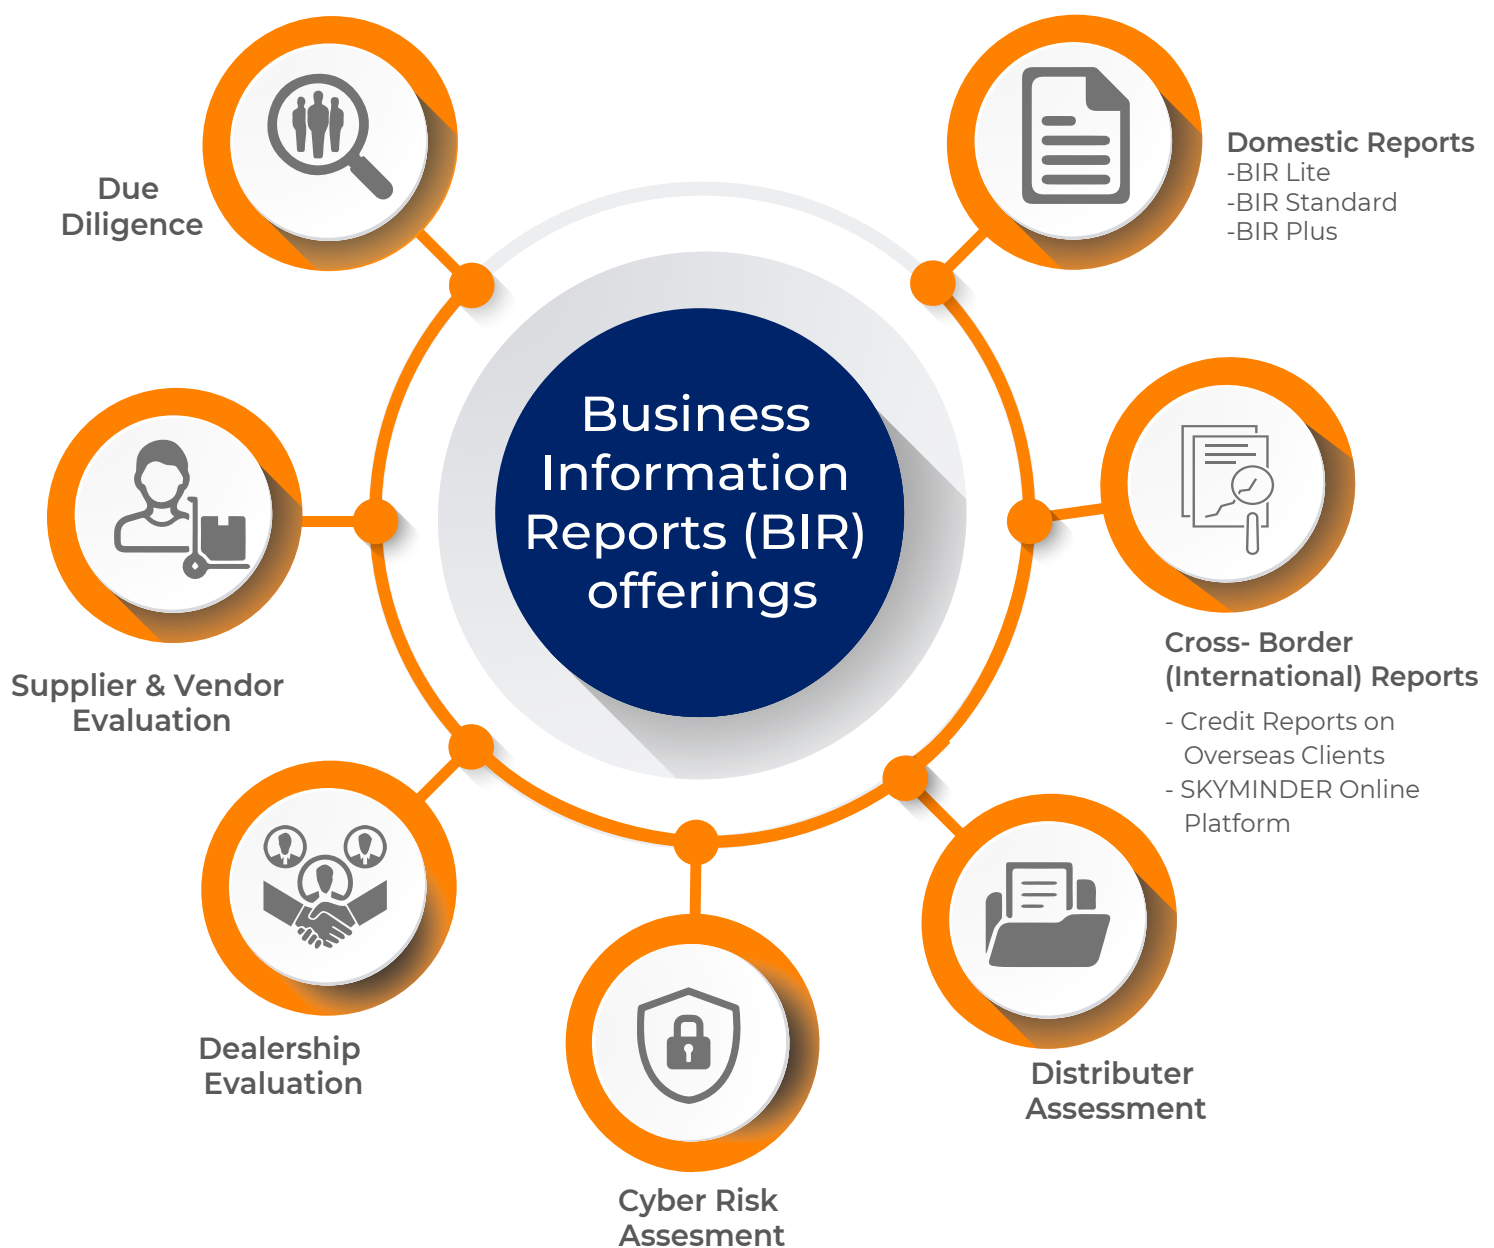 Business
Information
Reports (BIR)
offerings
Domestic Reports
-BIR Lite
-BIR Standard
-BIR Plus
Cross- Border
(International) Reports
- Credit Reports on
Overseas Clients
- SKYMINDER Online
Platform
Distributer
Assessment
Cyber Risk
Assesment
Dealership
Evaluation
Supplier & Vendor
Evaluation
Due
Diligence